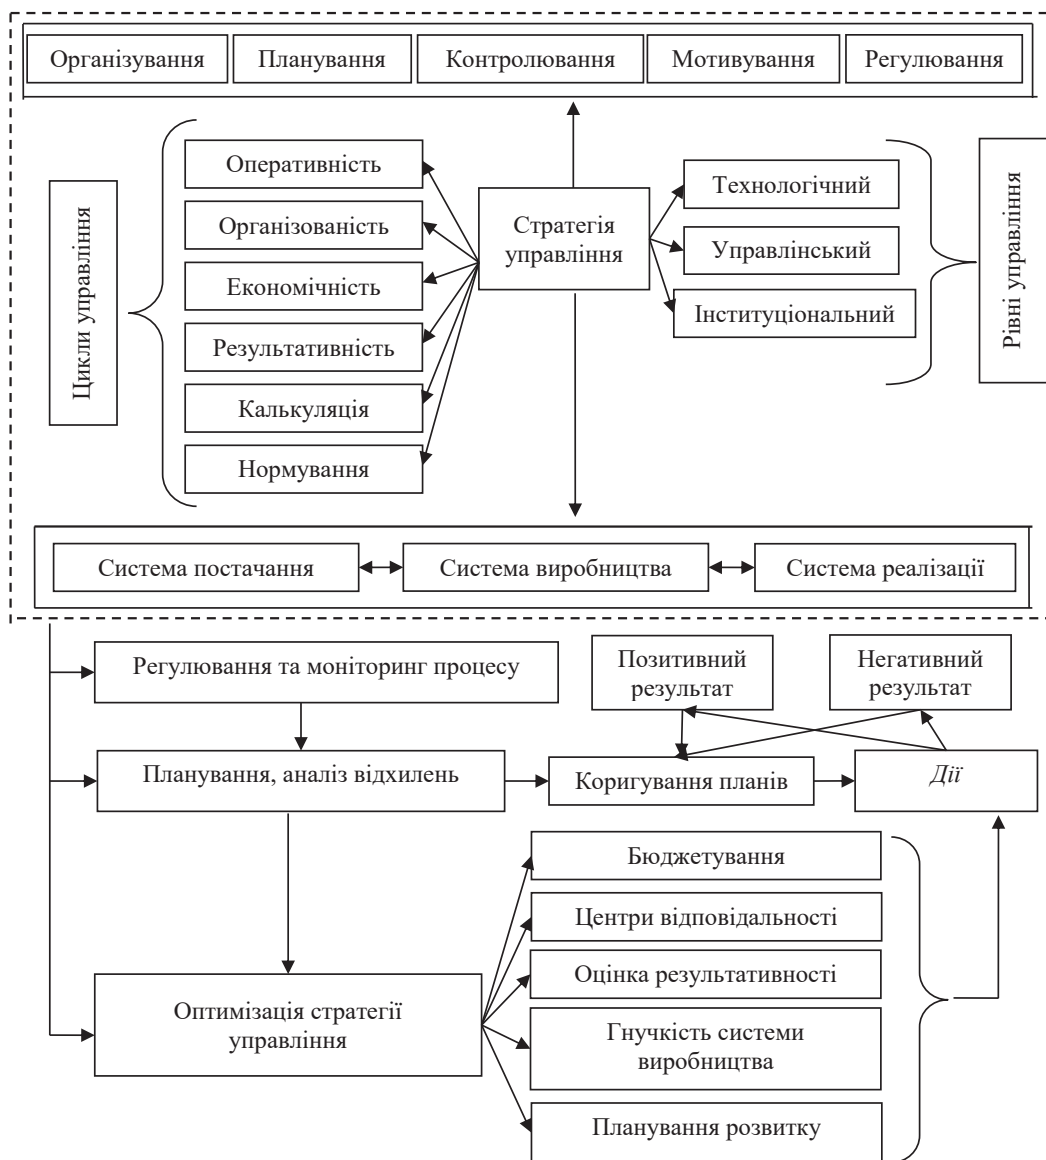 Організування
Планування
Контролювання
Мотивування
Регулювання
Цикли управління
Оперативність
Організованість
Економічність
Результативність
Калькуляція
Нормування
Стратегія
управління
Технологічний
Управлінський
Інституціональний
Рівні управління
Система постачання
Система виробництва
Система реалізації
Регулювання та моніторинг процесу
Позитивний
результат
Негативний
результат
Планування, аналіз відхилень
Коригування планів
Дії
Бюджетування
Центри відповідальності
Оцінка результативності
Оптимізація стратегії
управління
Гнучкість системи
виробництва
Планування розвитку